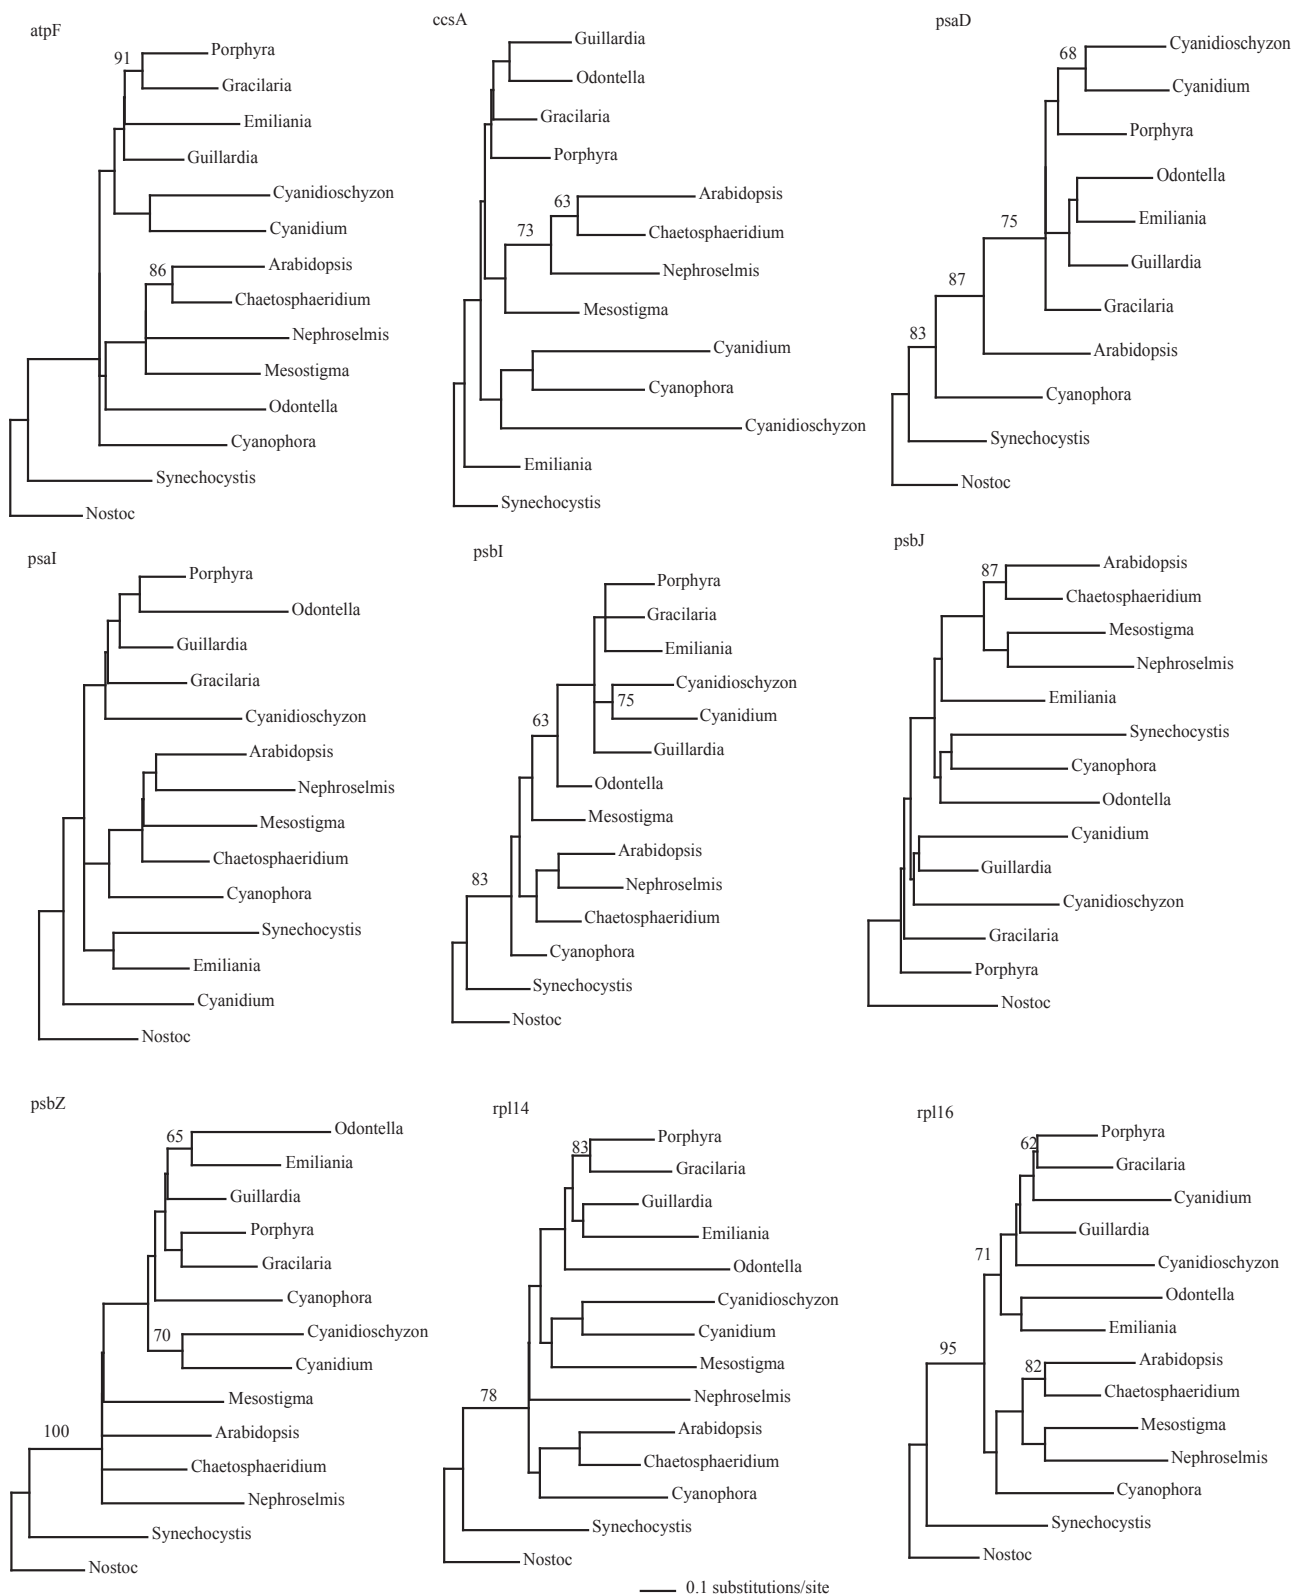 atpF
91
Porphyra
Gracilaria
Emiliania
Guillardia
Cyanidioschyzon
Cyanidium
86
Arabidopsis
Chaetosphaeridium
Nephroselmis
Mesostigma
Odontella
Cyanophora
Synechocystis
Nostoc
ccsA
Guillardia
Odontella
Gracilaria
Porphyra
63
Arabidopsis
73
Chaetosphaeridium
Nephroselmis
Mesostigma
Cyanidium
Cyanophora
Cyanidioschyzon
Emiliania
Synechocystis
psaD
Cyanidioschyzon
68
Cyanidium
Porphyra
Odontella
75
Emiliania
Guillardia
87
Gracilaria
83
Arabidopsis
Cyanophora
Synechocystis
Nostoc
psaI
Porphyra
Odontella
Guillardia
Gracilaria
Cyanidioschyzon
Arabidopsis
Nephroselmis
Mesostigma
Chaetosphaeridium
Cyanophora
Synechocystis
Emiliania
Cyanidium
Nostoc
psbI
Porphyra
Gracilaria
Emiliania
Cyanidioschyzon
75
Cyanidium
63
Guillardia
Odontella
Mesostigma
Arabidopsis
83
Nephroselmis
Chaetosphaeridium
Cyanophora
Synechocystis
Nostoc
psbJ
87
Arabidopsis
Chaetosphaeridium
Mesostigma
Nephroselmis
Emiliania
Synechocystis
Cyanophora
Odontella
Cyanidium
Guillardia
Cyanidioschyzon
Gracilaria
Porphyra
Nostoc
psbZ
65
Odontella
Emiliania
Guillardia
Porphyra
Gracilaria
Cyanophora
70
Cyanidioschyzon
Cyanidium
Mesostigma
100
Arabidopsis
Chaetosphaeridium
Nephroselmis
Synechocystis
Nostoc
rpl14
83
Porphyra
Gracilaria
Guillardia
Emiliania
Odontella
Cyanidioschyzon
Cyanidium
Mesostigma
78
Nephroselmis
Arabidopsis
Chaetosphaeridium
Cyanophora
Synechocystis
Nostoc
rpl16
62
Porphyra
Gracilaria
Cyanidium
Guillardia
71
Cyanidioschyzon
Odontella
Emiliania
95
82
Arabidopsis
Chaetosphaeridium
Mesostigma
Nephroselmis
Cyanophora
Synechocystis
Nostoc
0.1 substitutions/site